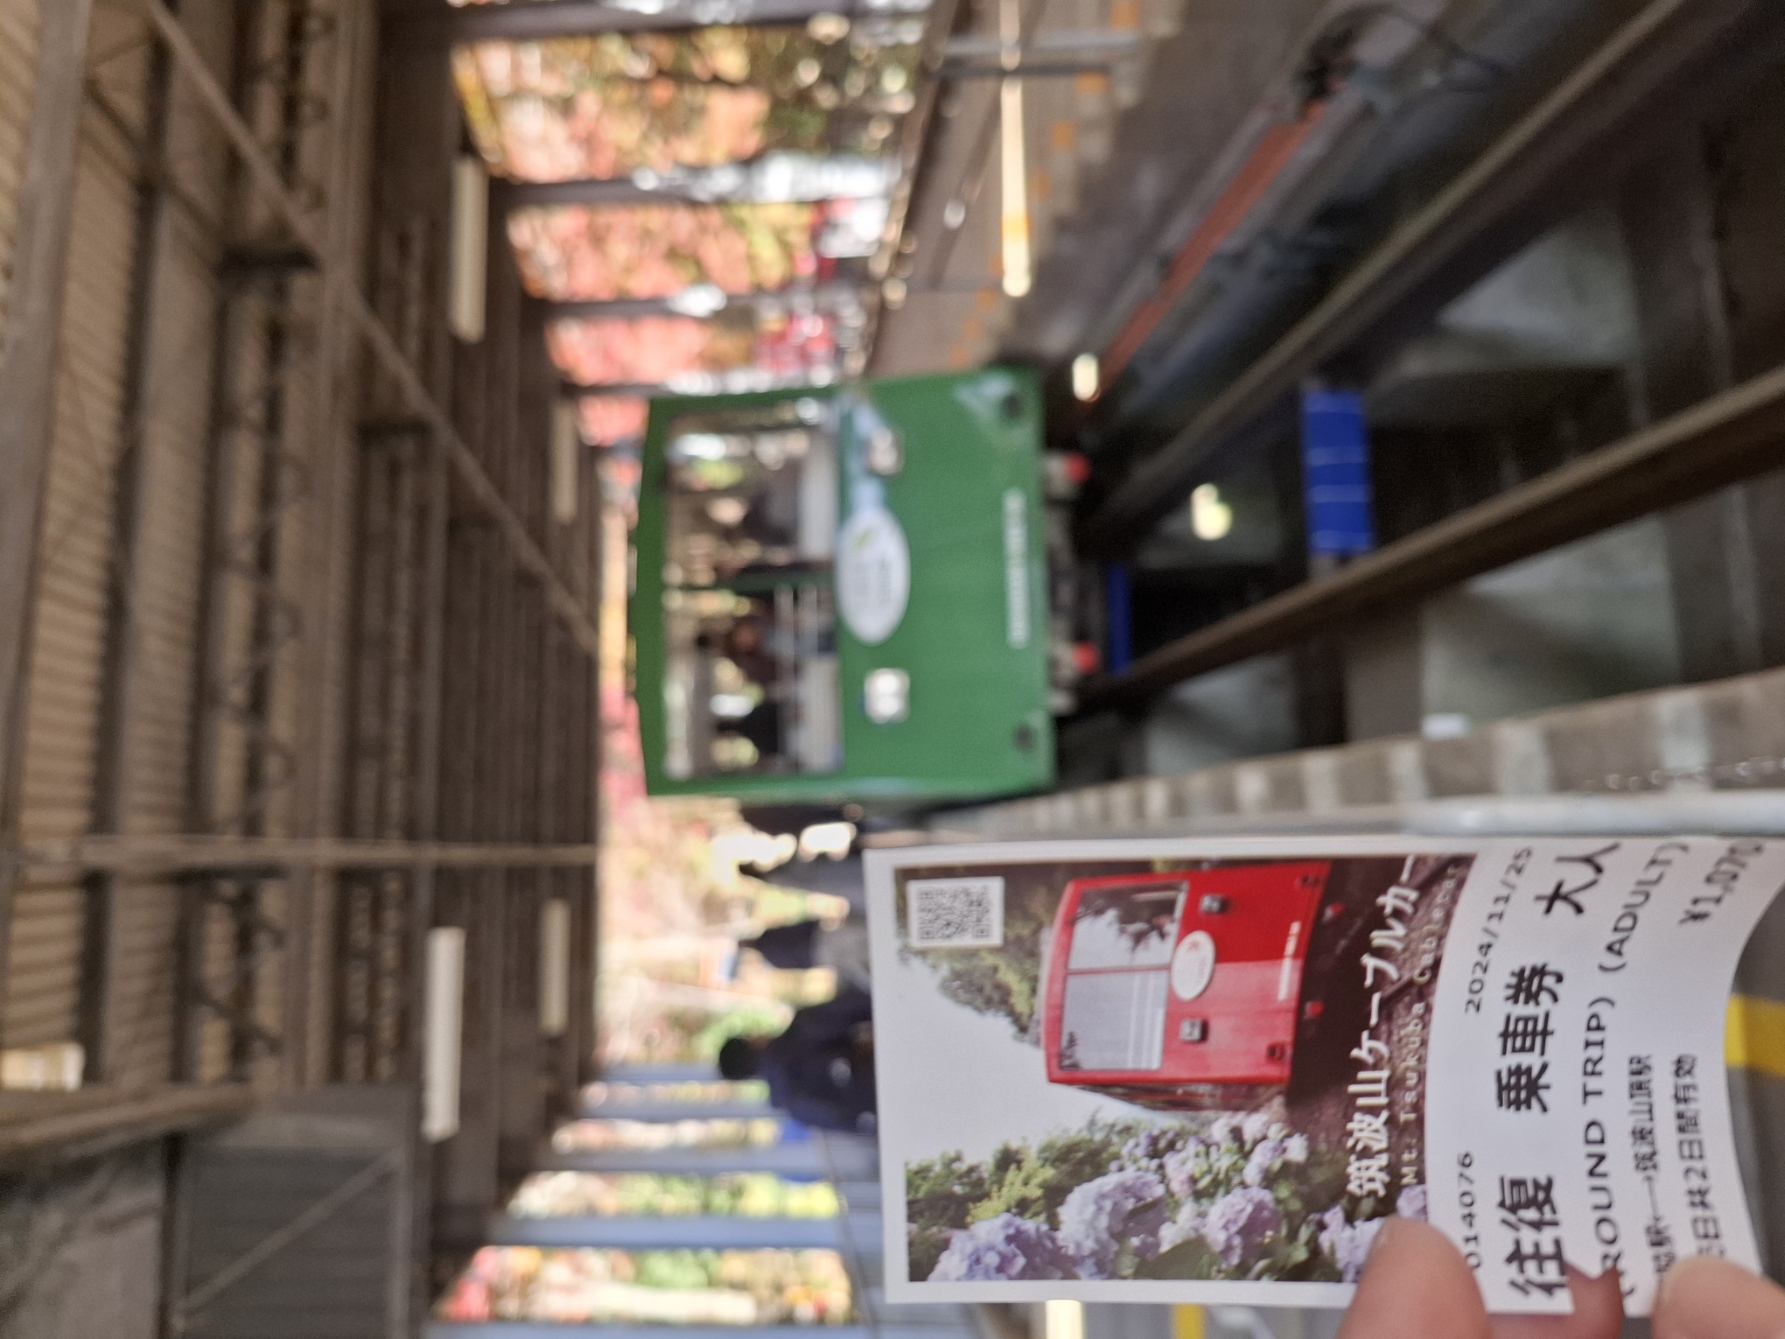 筑波山ケーブルカー
Mt. Tsukuba Cablecar
014076 2024/11/25
往復 乗車券 大人
(ROUND TRIP) (ADULT)
駅⟷筑波山頂駅
日共2日間有効
¥1,070